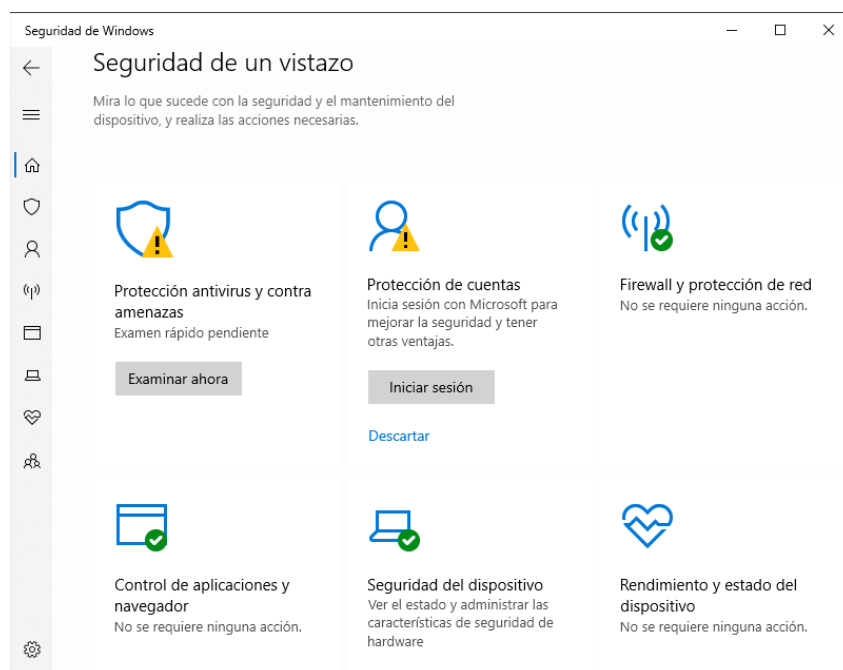 Seguridad de Windows
Seguridad de un vistazo
Mira lo que sucede con la seguridad y el mantenimiento del
dispositivo, y realiza las acciones necesarias.
Protección antivirus y contra
amenazas
Examen rápido pendiente
Examinar ahora
Protección de cuentas
Inicia sesión con Microsoft para
mejorar la seguridad y tener
otras ventajas.
Iniciar sesión
Descartar
Firewall y protección de red
No se requiere ninguna acción.
Control de aplicaciones y
navegador
No se requiere ninguna acción.
Seguridad del dispositivo
Ver el estado y administrar las
características de seguridad de
hardware
Rendimiento y estado del
dispositivo
No se requiere ninguna acción.